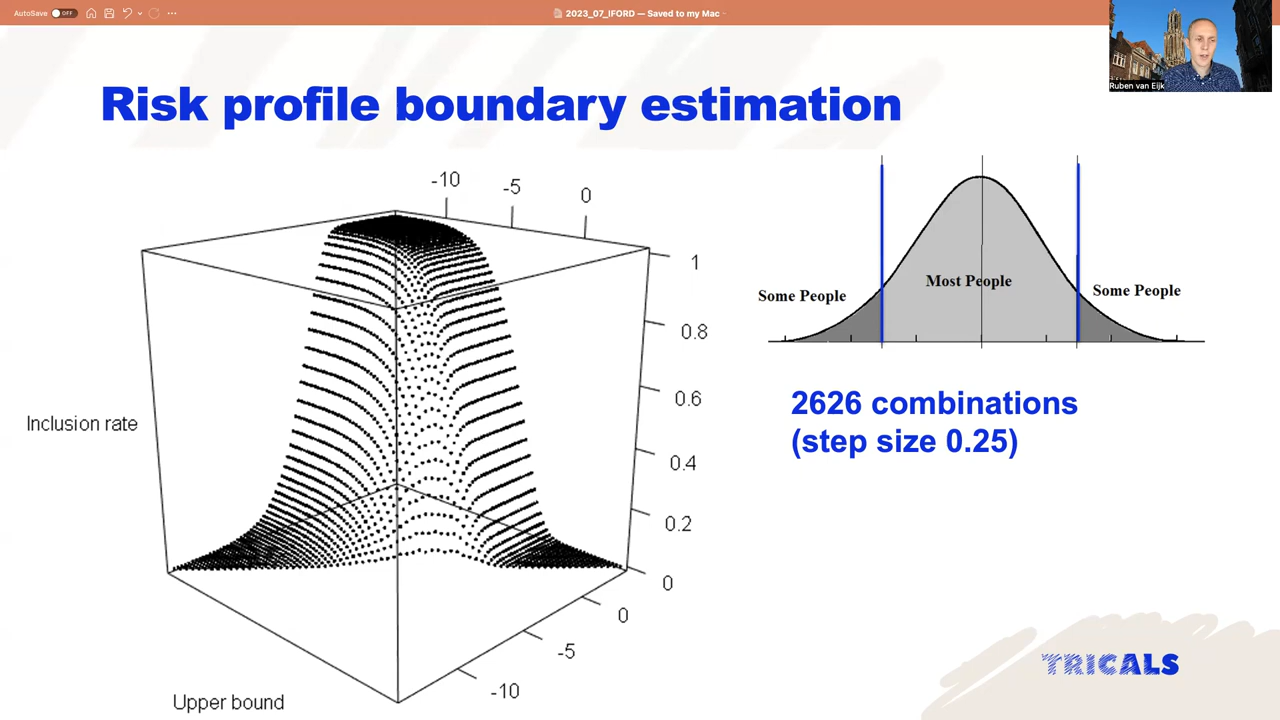 AutoSave OFF
2023_07_IFORD — Saved to my Mac
Ruben van Eijk
Risk profile boundary estimation
-10 -5 0
1
0.8
0.6
0.4
0.2
0
Inclusion rate
0
-5
-10
Upper bound
Some People
Most People
Some People
2626 combinations
(step size 0.25)
TRICALS